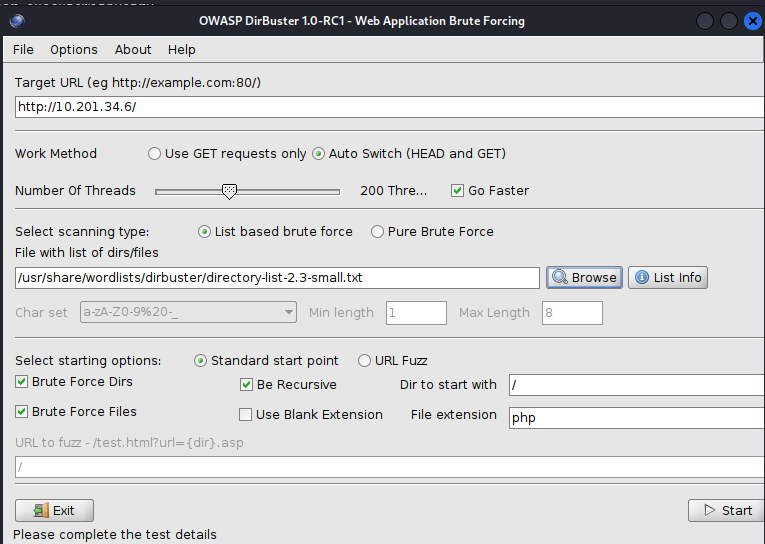 OWASP DirBuster 1.0-RC1 - Web Application Brute Forcing
File Options About Help
Target URL (eg http://example.com:80/)
http://10.201.34.6/
Work Method Use GET requests only Auto Switch (HEAD and GET)
Number Of Threads 200 Thre... Go Faster
Select scanning type: List based brute force Pure Brute Force
File with list of dirs/files
/usr/share/wordlists/dirbuster/directory-list-2.3-small.txt Browse List Info
Char set a-zA-Z0-9%20-_ Min length 1 Max Length 8
Select starting options: Standard start point URL Fuzz
Brute Force Dirs Be Recursive Dir to start with /
Brute Force Files Use Blank Extension File extension php
URL to fuzz - /test.html?url={dir}.asp
/
Exit Start
Please complete the test details